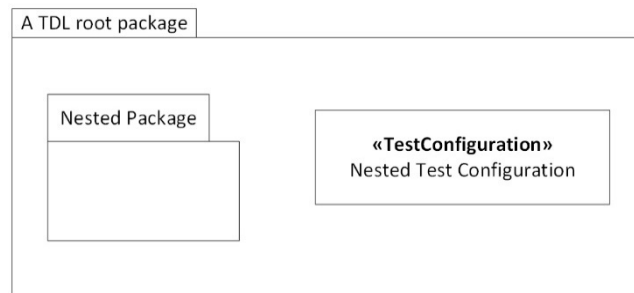 A TDL root package
Nested Package
«TestConfiguration»
Nested Test Configuration